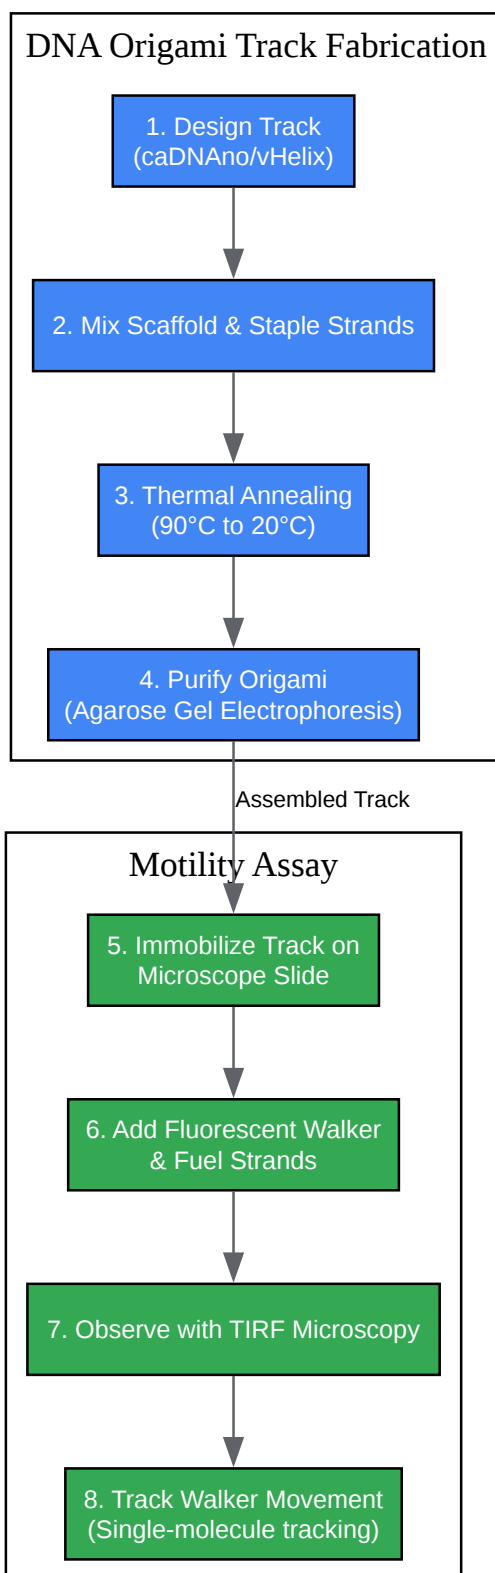 DNA Origami Track Fabrication
1. Design Track
(caDNAno/vHelix)
2. Mix Scaffold & Staple Strands
3. Thermal Annealing
(90°C to 20°C)
4. Purify Origami
(Agarose Gel Electrophoresis)
Assembled Track
Motility Assay
5. Immobilize Track on
Microscope Slide
6. Add Fluorescent Walker
& Fuel Strands
7. Observe with TIRF Microscopy
8. Track Walker Movement
(Single-molecule tracking)